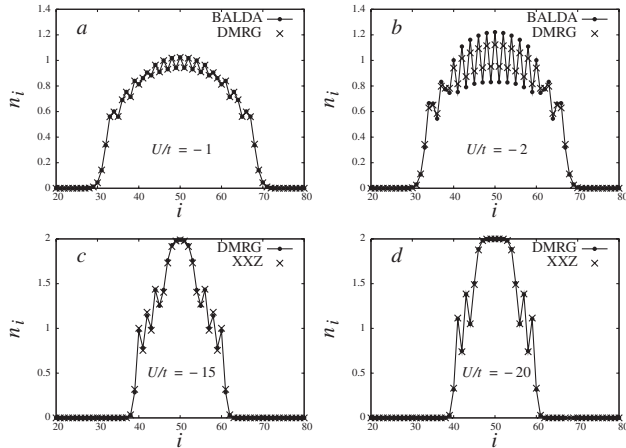 a BALDA
DMRG
n_i
1.4
1.2
1
0.8
0.6
0.4
0.2
0
U/t = −1
20 30 40 50 60 70 80
i
b BALDA
DMRG
n_i
1.4
1.2
1
0.8
0.6
0.4
0.2
0
U/t = −2
20 30 40 50 60 70 80
i
c DMRG
XXZ
n_i
2
1.5
1
0.5
0
U/t = −15
20 30 40 50 60 70 80
i
d DMRG
XXZ
n_i
2
1.5
1
0.5
0
U/t = −20
20 30 40 50 60 70 80
i